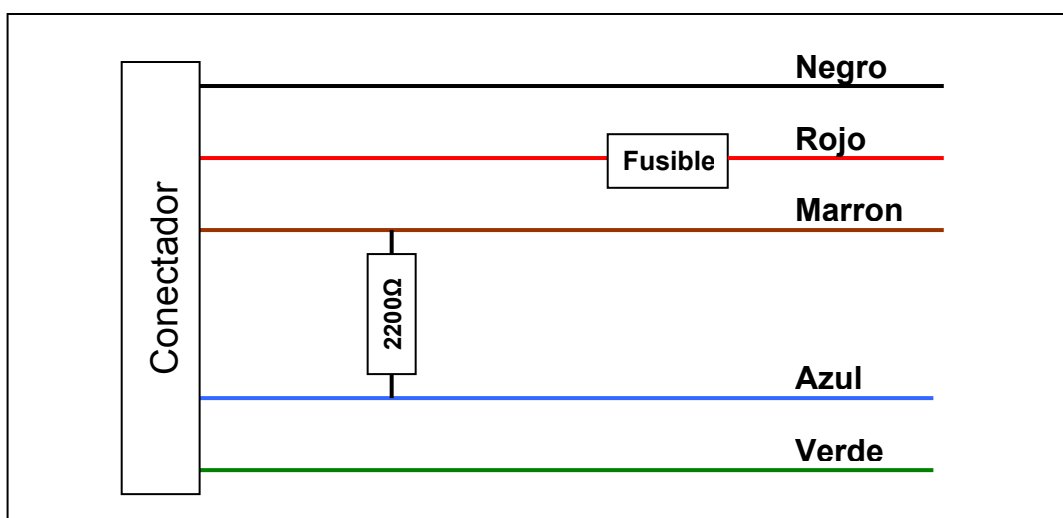 Negro
Rojo
Fusible
Marron
Conectador
2200Ω
Azul
Verde